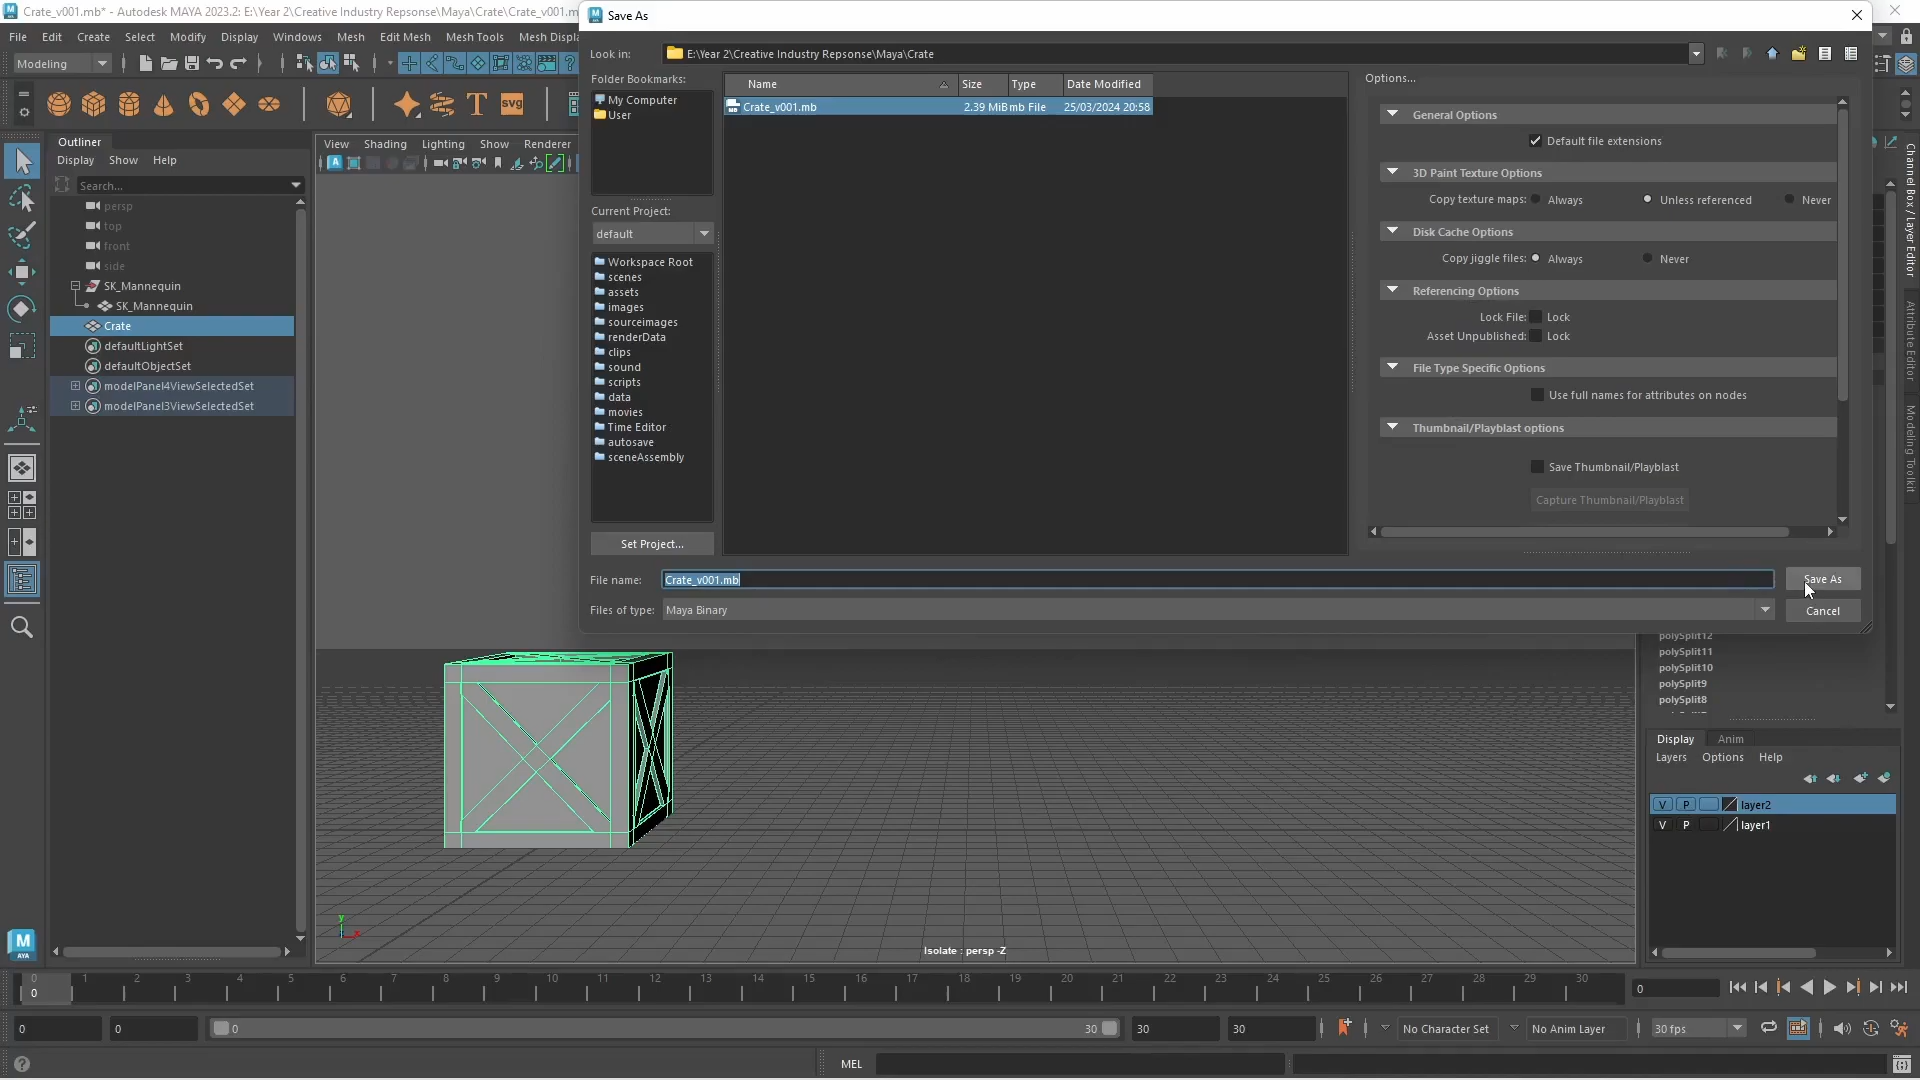 Crate_v001.mb* - Autodesk MAYA 2023.2: E:\Year 2\Creative Industry Repsonse\Maya\Crate\Crate_v001.m
File Edit Create Select Modify Display Windows Mesh Edit Mesh Mesh Tools Mesh Displ
Modeling
T svg
Save As
Look in: E:\Year 2\Creative Industry Repsonse\Maya\Crate
Folder Bookmarks:
My Computer
User
Name Size Type Date Modified
Crate_v001.mb 2.39 MiB mb File 25/03/2024 20:58
Current Project:
default
Workspace Root
scenes
assets
images
sourceimages
renderData
clips
sound
scripts
data
movies
Time Editor
autosave
sceneAssembly
Set Project...
File name: Crate_v001.mb
Files of type: Maya Binary
Save As
Cancel
Options...
General Options
Default file extensions
3D Paint Texture Options
Copy texture maps: Always Unless referenced Never
Disk Cache Options
Copy jiggle files: Always Never
Referencing Options
Lock File: Lock
Asset Unpublished: Lock
File Type Specific Options
Use full names for attributes on nodes
Thumbnail/Playblast options
Save Thumbnail/Playblast
Capture Thumbnail/Playblast
Outliner
Display Show Help
Search...
persp
top
front
side
SK_Mannequin
SK_Mannequin
Crate
defaultLightSet
defaultObjectSet
modelPanel4ViewSelectedSet
modelPanel3ViewSelectedSet
View Shading Lighting Show Renderer
Channel Box / Layer Editor
Attribute Editor
Modeling Toolkit
polySplit12
polySplit11
polySplit10
polySplit9
polySplit8
Display Anim
Layers Options Help
V P layer2
V P layer1
y
x
Isolate : persp -Z
M
AYA
0 1 2 3 4 5 6 7 8 9 10 11 12 13 14 15 16 17 18 19 20 21 22 23 24 25 26 27 28 29 30
0
0
0 0 0 30 30 30 No Character Set No Anim Layer 30 fps
MEL